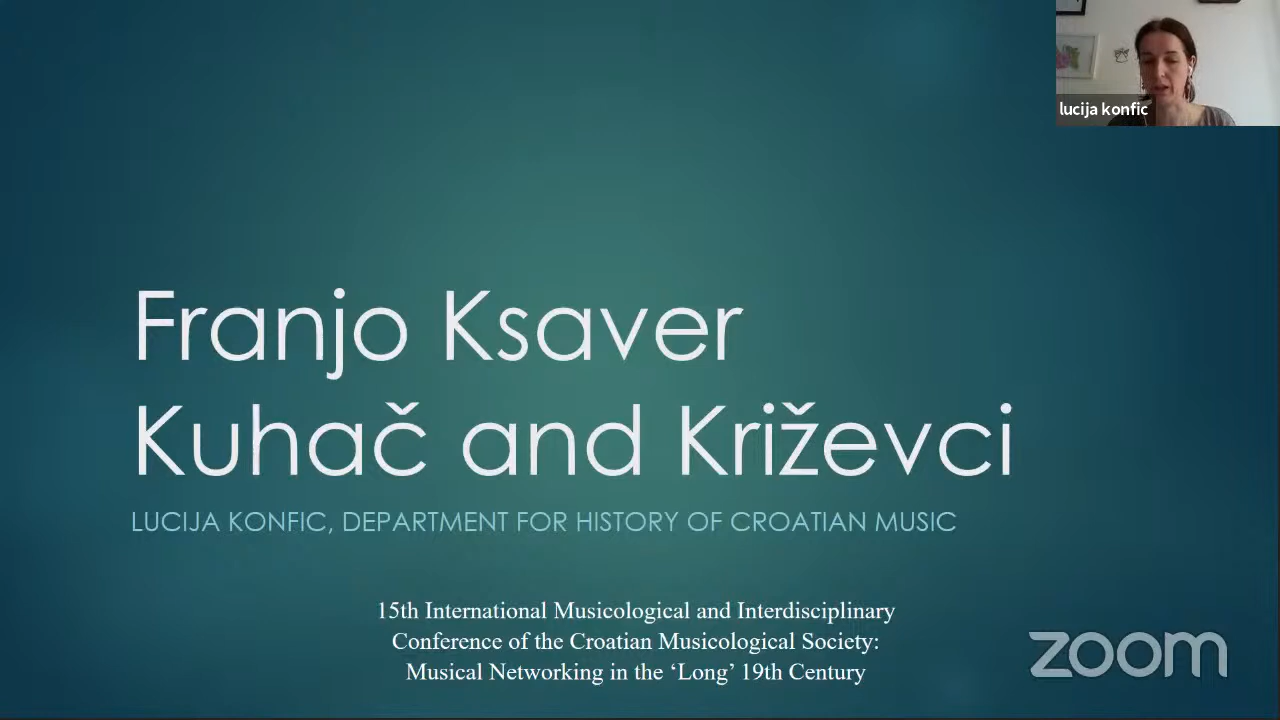 lucija konfic
Franjo Ksaver
Kuhač and Križevci
LUCIJA KONFIC, DEPARTMENT FOR HISTORY OF CROATIAN MUSIC
15th International Musicological and Interdisciplinary
Conference of the Croatian Musicological Society:
Musical Networking in the ‘Long’ 19th Century
zoom